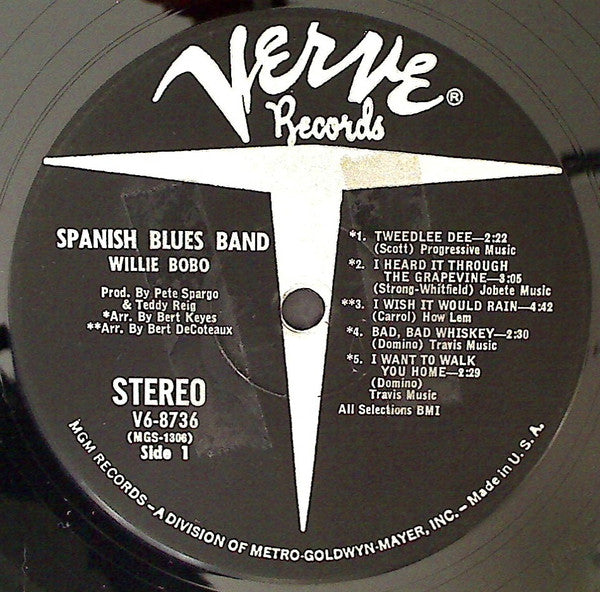 VERVE®
Records
SPANISH BLUES BAND
WILLIE BOBO
Prod. By Pete Spargo
& Teddy Reig
*Arr. By Bert Keyes
**Arr. By Bert DeCoteaux
STEREO
V6-8736
(MGS-1306)
Side 1
*1. TWEEDLEE DEE—2:22
(Scott) Progressive Music
*2. I HEARD IT THROUGH
THE GRAPEVINE—3:05
(Strong-Whitfield) Jobete Music
**3. I WISH IT WOULD RAIN—4:42
(Carrol) How Lem
*4. BAD, BAD WHISKEY—2:30
(Domino) Travis Music
*5. I WANT TO WALK
YOU HOME—2:29
(Domino)
Travis Music
All Selections BMI
MGM RECORDS—A DIVISION OF METRO-GOLDWYN-MAYER, INC.—Made in U.S.A.